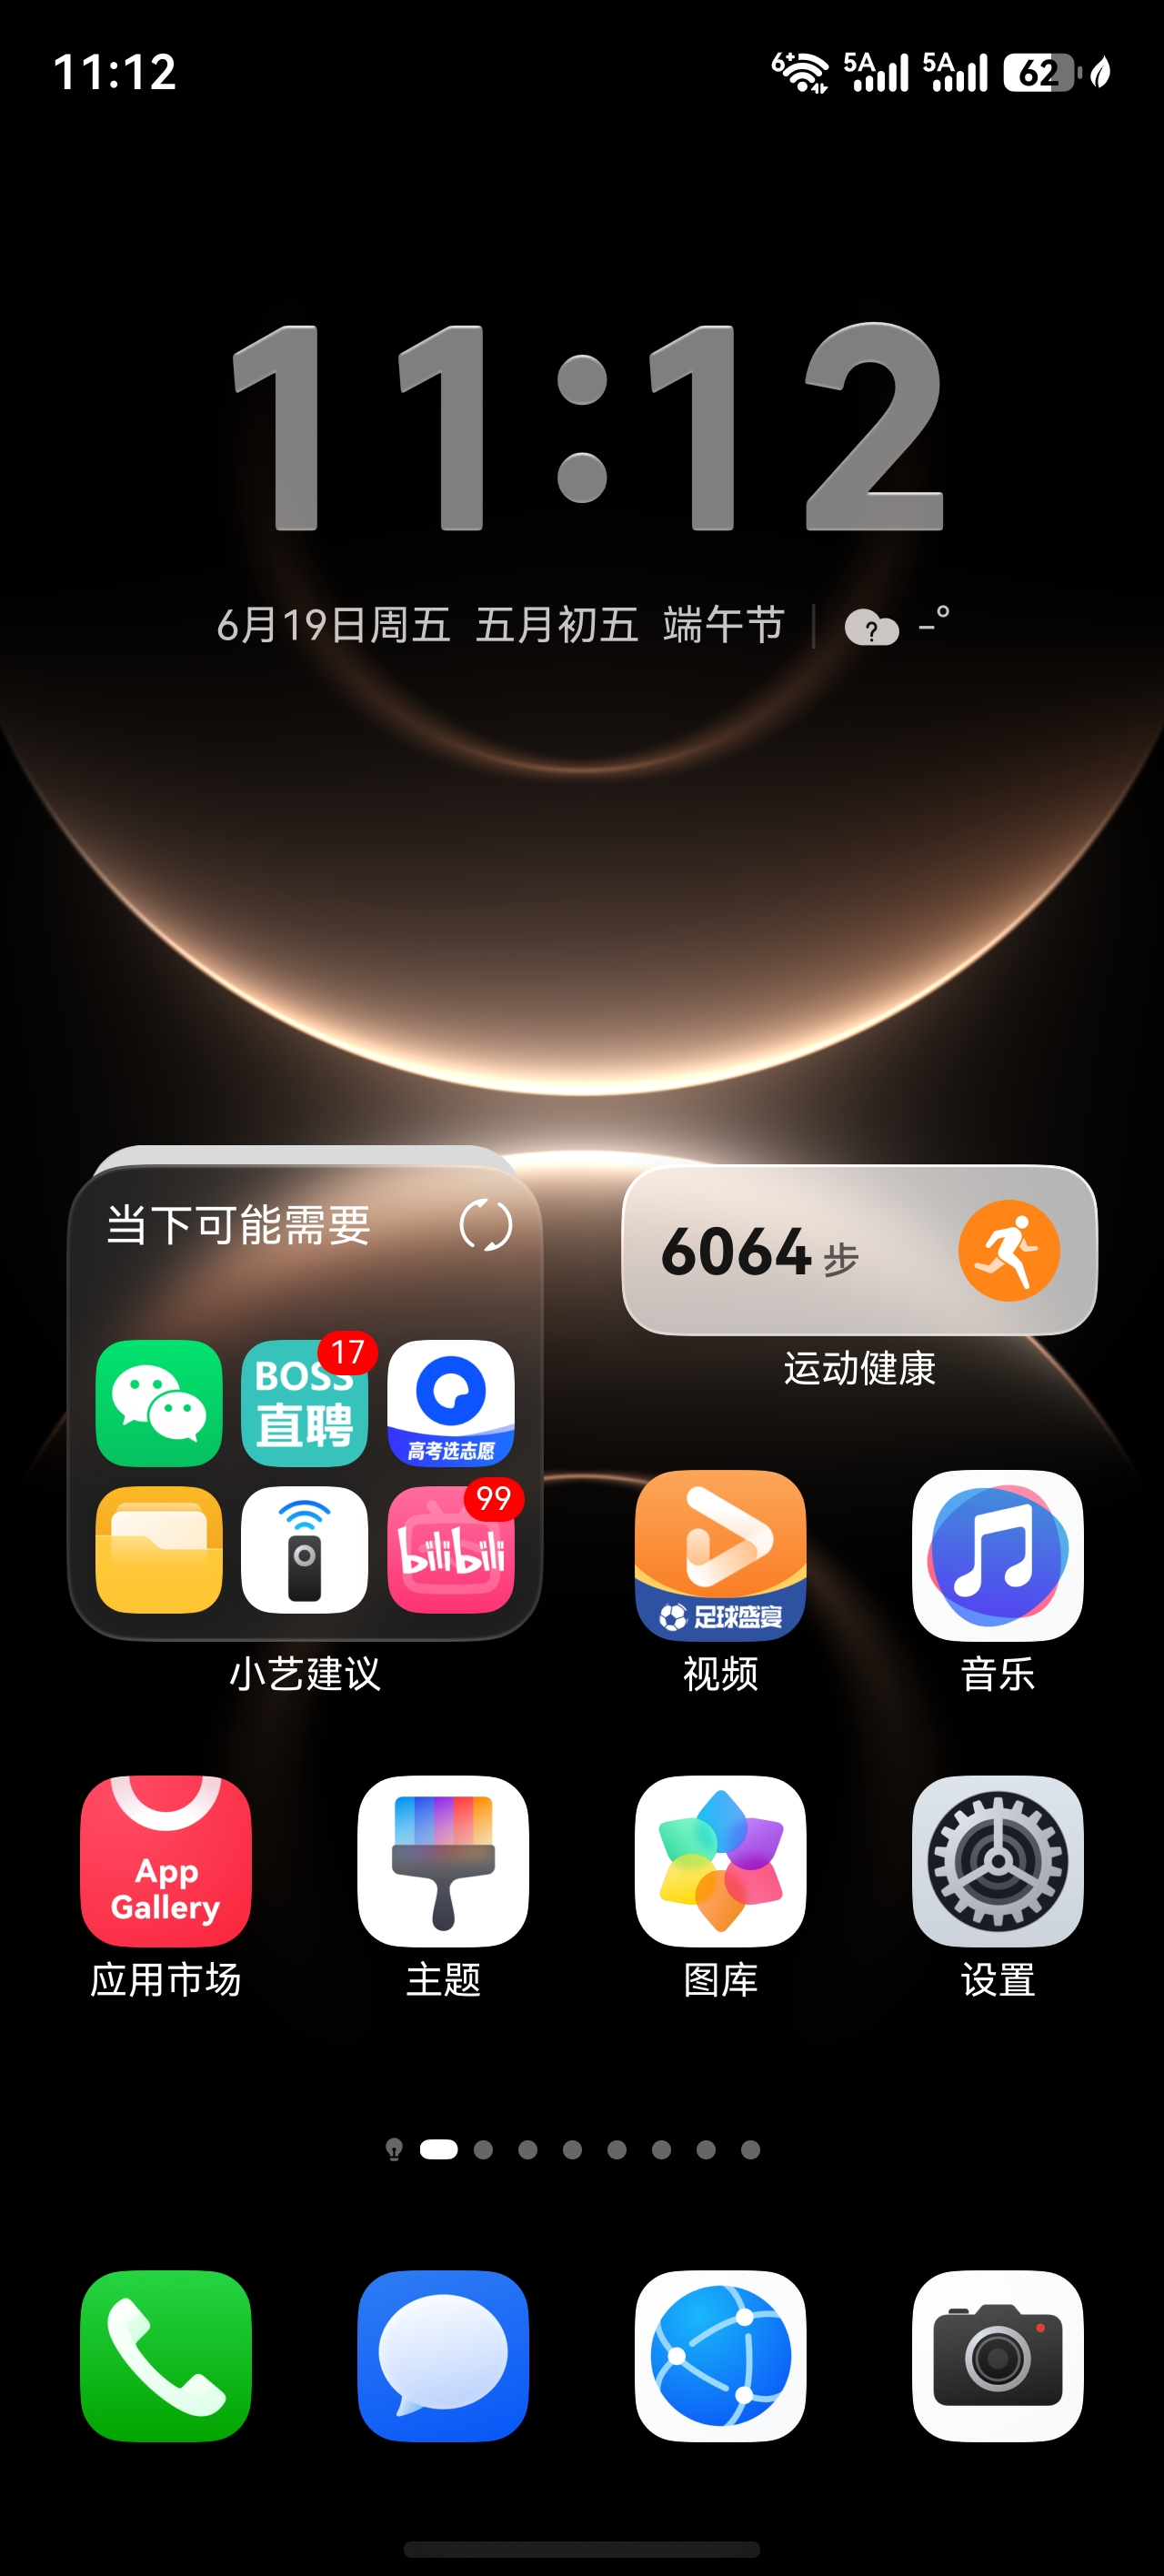 11:12
6+ 5A 5A 62
11:12
6月19日周五 五月初五 端午节 ? -°
当下可能需要
6064 步
运动健康
17
BOSS
直聘
高考选志愿
99
bilibili
足球盛宴
小艺建议
视频
音乐
App
Gallery
应用市场
主题
图库
设置